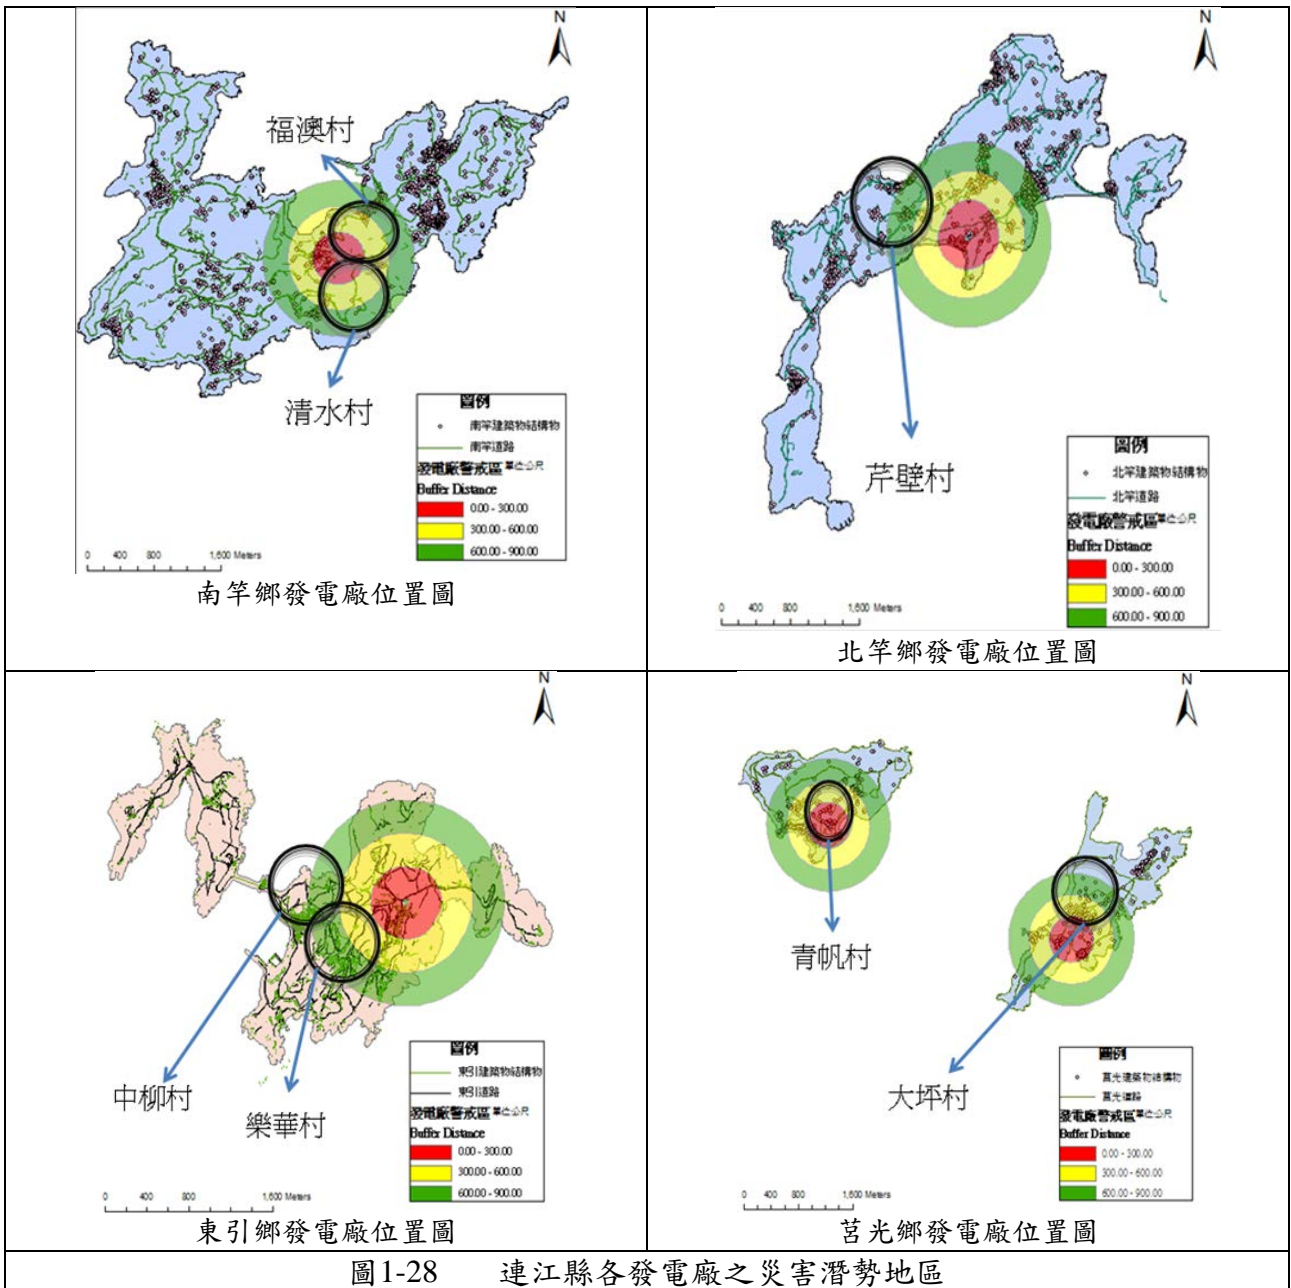 N
福澳村
清水村
圖例
南竿建築物結構物
南竿道路
發電廠警戒區 單位公尺
Buffer Distance
0.00 - 300.00
300.00 - 600.00
600.00 - 900.00
0 400 800 1,600 Meters
南竿鄉發電廠位置圖
N
芹壁村
圖例
北竿建築物結構物
北竿道路
發電廠警戒區 單位公尺
Buffer Distance
0.00 - 300.00
300.00 - 600.00
600.00 - 900.00
0 400 800 1,600 Meters
北竿鄉發電廠位置圖
N
中柳村
樂華村
圖例
東引建築物結構物
東引道路
發電廠警戒區 單位公尺
Buffer Distance
0.00 - 300.00
300.00 - 600.00
600.00 - 900.00
0 400 800 1,600 Meters
東引鄉發電廠位置圖
N
青帆村
大坪村
圖例
莒光建築物結構物
莒光道路
發電廠警戒區 單位公尺
Buffer Distance
0.00 - 300.00
300.00 - 600.00
600.00 - 900.00
0 400 800 1,600 Meters
莒光鄉發電廠位置圖
圖1-28 連江縣各發電廠之災害潛勢地區